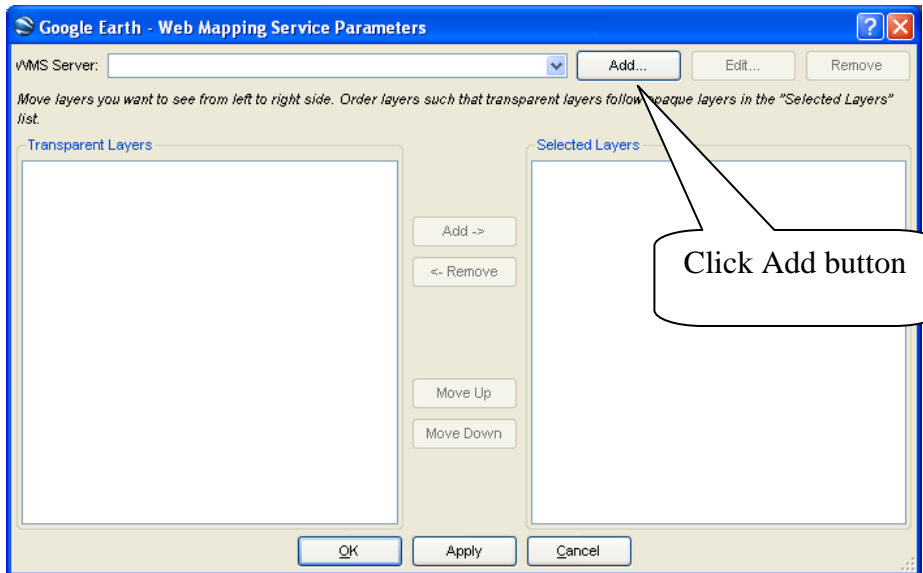 Google Earth - Web Mapping Service Parameters
WMS Server: Add... Edit... Remove
Move layers you want to see from left to right side. Order layers such that transparent layers follow opaque layers in the "Selected Layers"
list.
Transparent Layers Selected Layers
Add ->
Click Add button
<- Remove
Move Up
Move Down
OK Apply Cancel